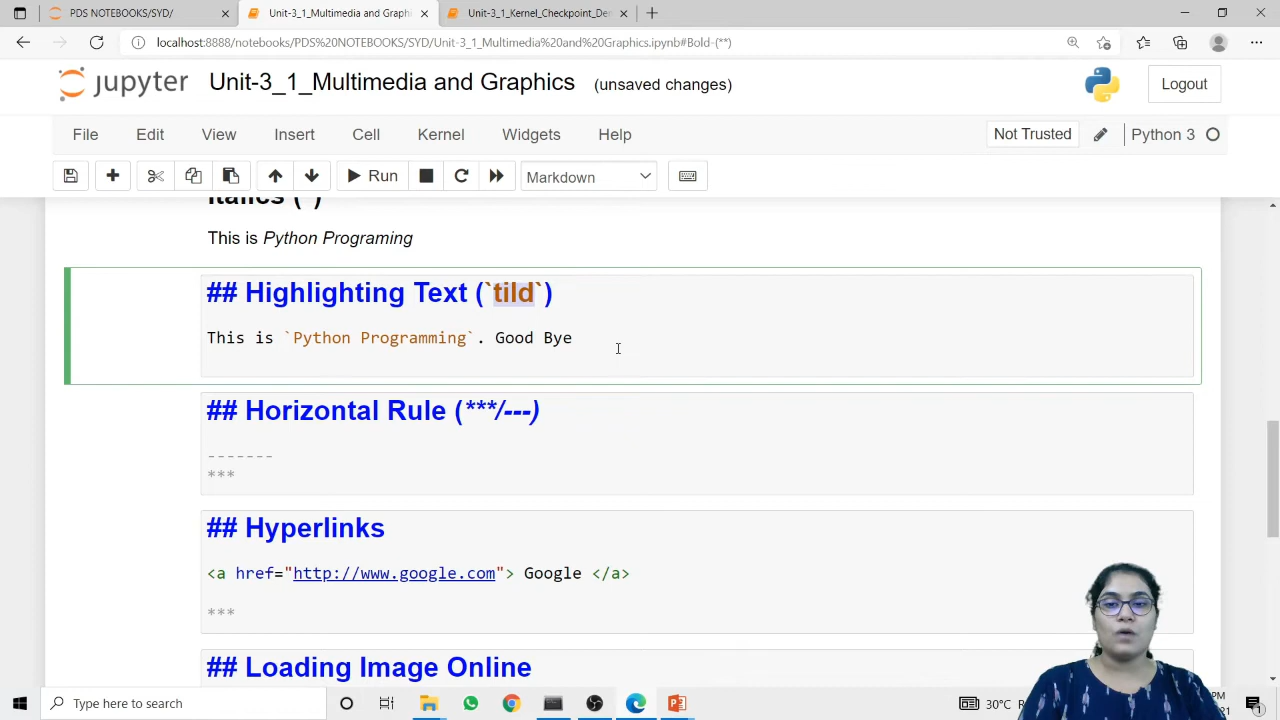 PDS NOTEBOOKS/SYD/
Unit-3_1_Multimedia and Graphi
Unit-3_1_Kernel_Checkpoint_De
localhost:8888/notebooks/PDS%20NOTEBOOKS/SYD/Unit-3_1_Multimedia%20and%20Graphics.ipynb#Bold-(**)
jupyter Unit-3_1_Multimedia and Graphics (unsaved changes)
Logout
File Edit View Insert Cell Kernel Widgets Help
Not Trusted
Python 3
Run
Markdown
Italics (*)
This is Python Programing
## Highlighting Text (`tild`)
This is `Python Programming`. Good Bye
## Horizontal Rule (***/---)
-------
***
## Hyperlinks
<a href="http://www.google.com"> Google </a>
***
## Loading Image Online
Type here to search
30°C